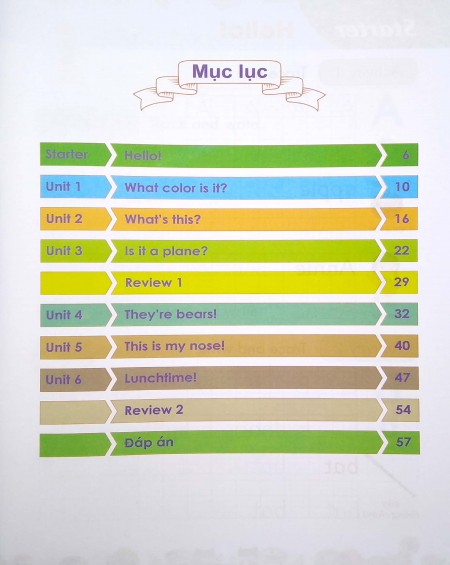 Mục lục
Starter Hello! 6
Unit 1 What color is it? 10
Unit 2 What's this? 16
Unit 3 Is it a plane? 22
Review 1 29
Unit 4 They're bears! 32
Unit 5 This is my nose! 40
Unit 6 Lunchtime! 47
Review 2 54
Đáp án 57